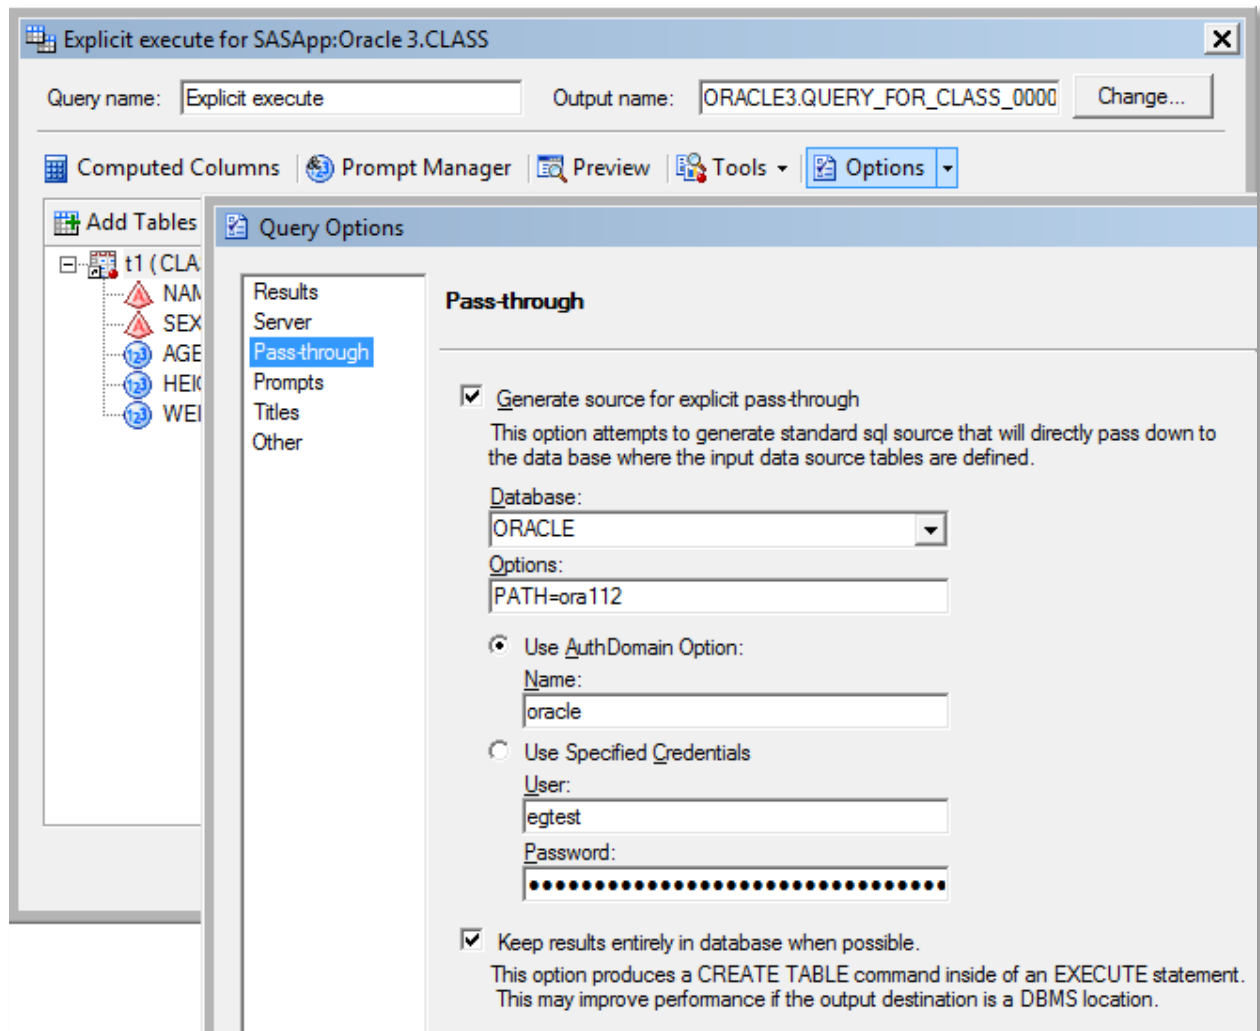 Explicit execute for SASApp:Oracle 3.CLASS
Query name: Explicit execute Output name: ORACLE3.QUERY_FOR_CLASS_0000 Change...
Computed Columns Prompt Manager Preview Tools Options
Add Tables
Query Options
t1 (CLA
NAM
SEX
AGE
HEIG
WEI
Results
Server
Pass-through
Prompts
Titles
Other
Pass-through
Generate source for explicit pass-through
This option attempts to generate standard sql source that will directly pass down to
the data base where the input data source tables are defined.
Database:
ORACLE
Options:
PATH=ora112
Use AuthDomain Option:
Name:
oracle
Use Specified Credentials
User:
egtest
Password:
Keep results entirely in database when possible.
This option produces a CREATE TABLE command inside of an EXECUTE statement.
This may improve performance if the output destination is a DBMS location.